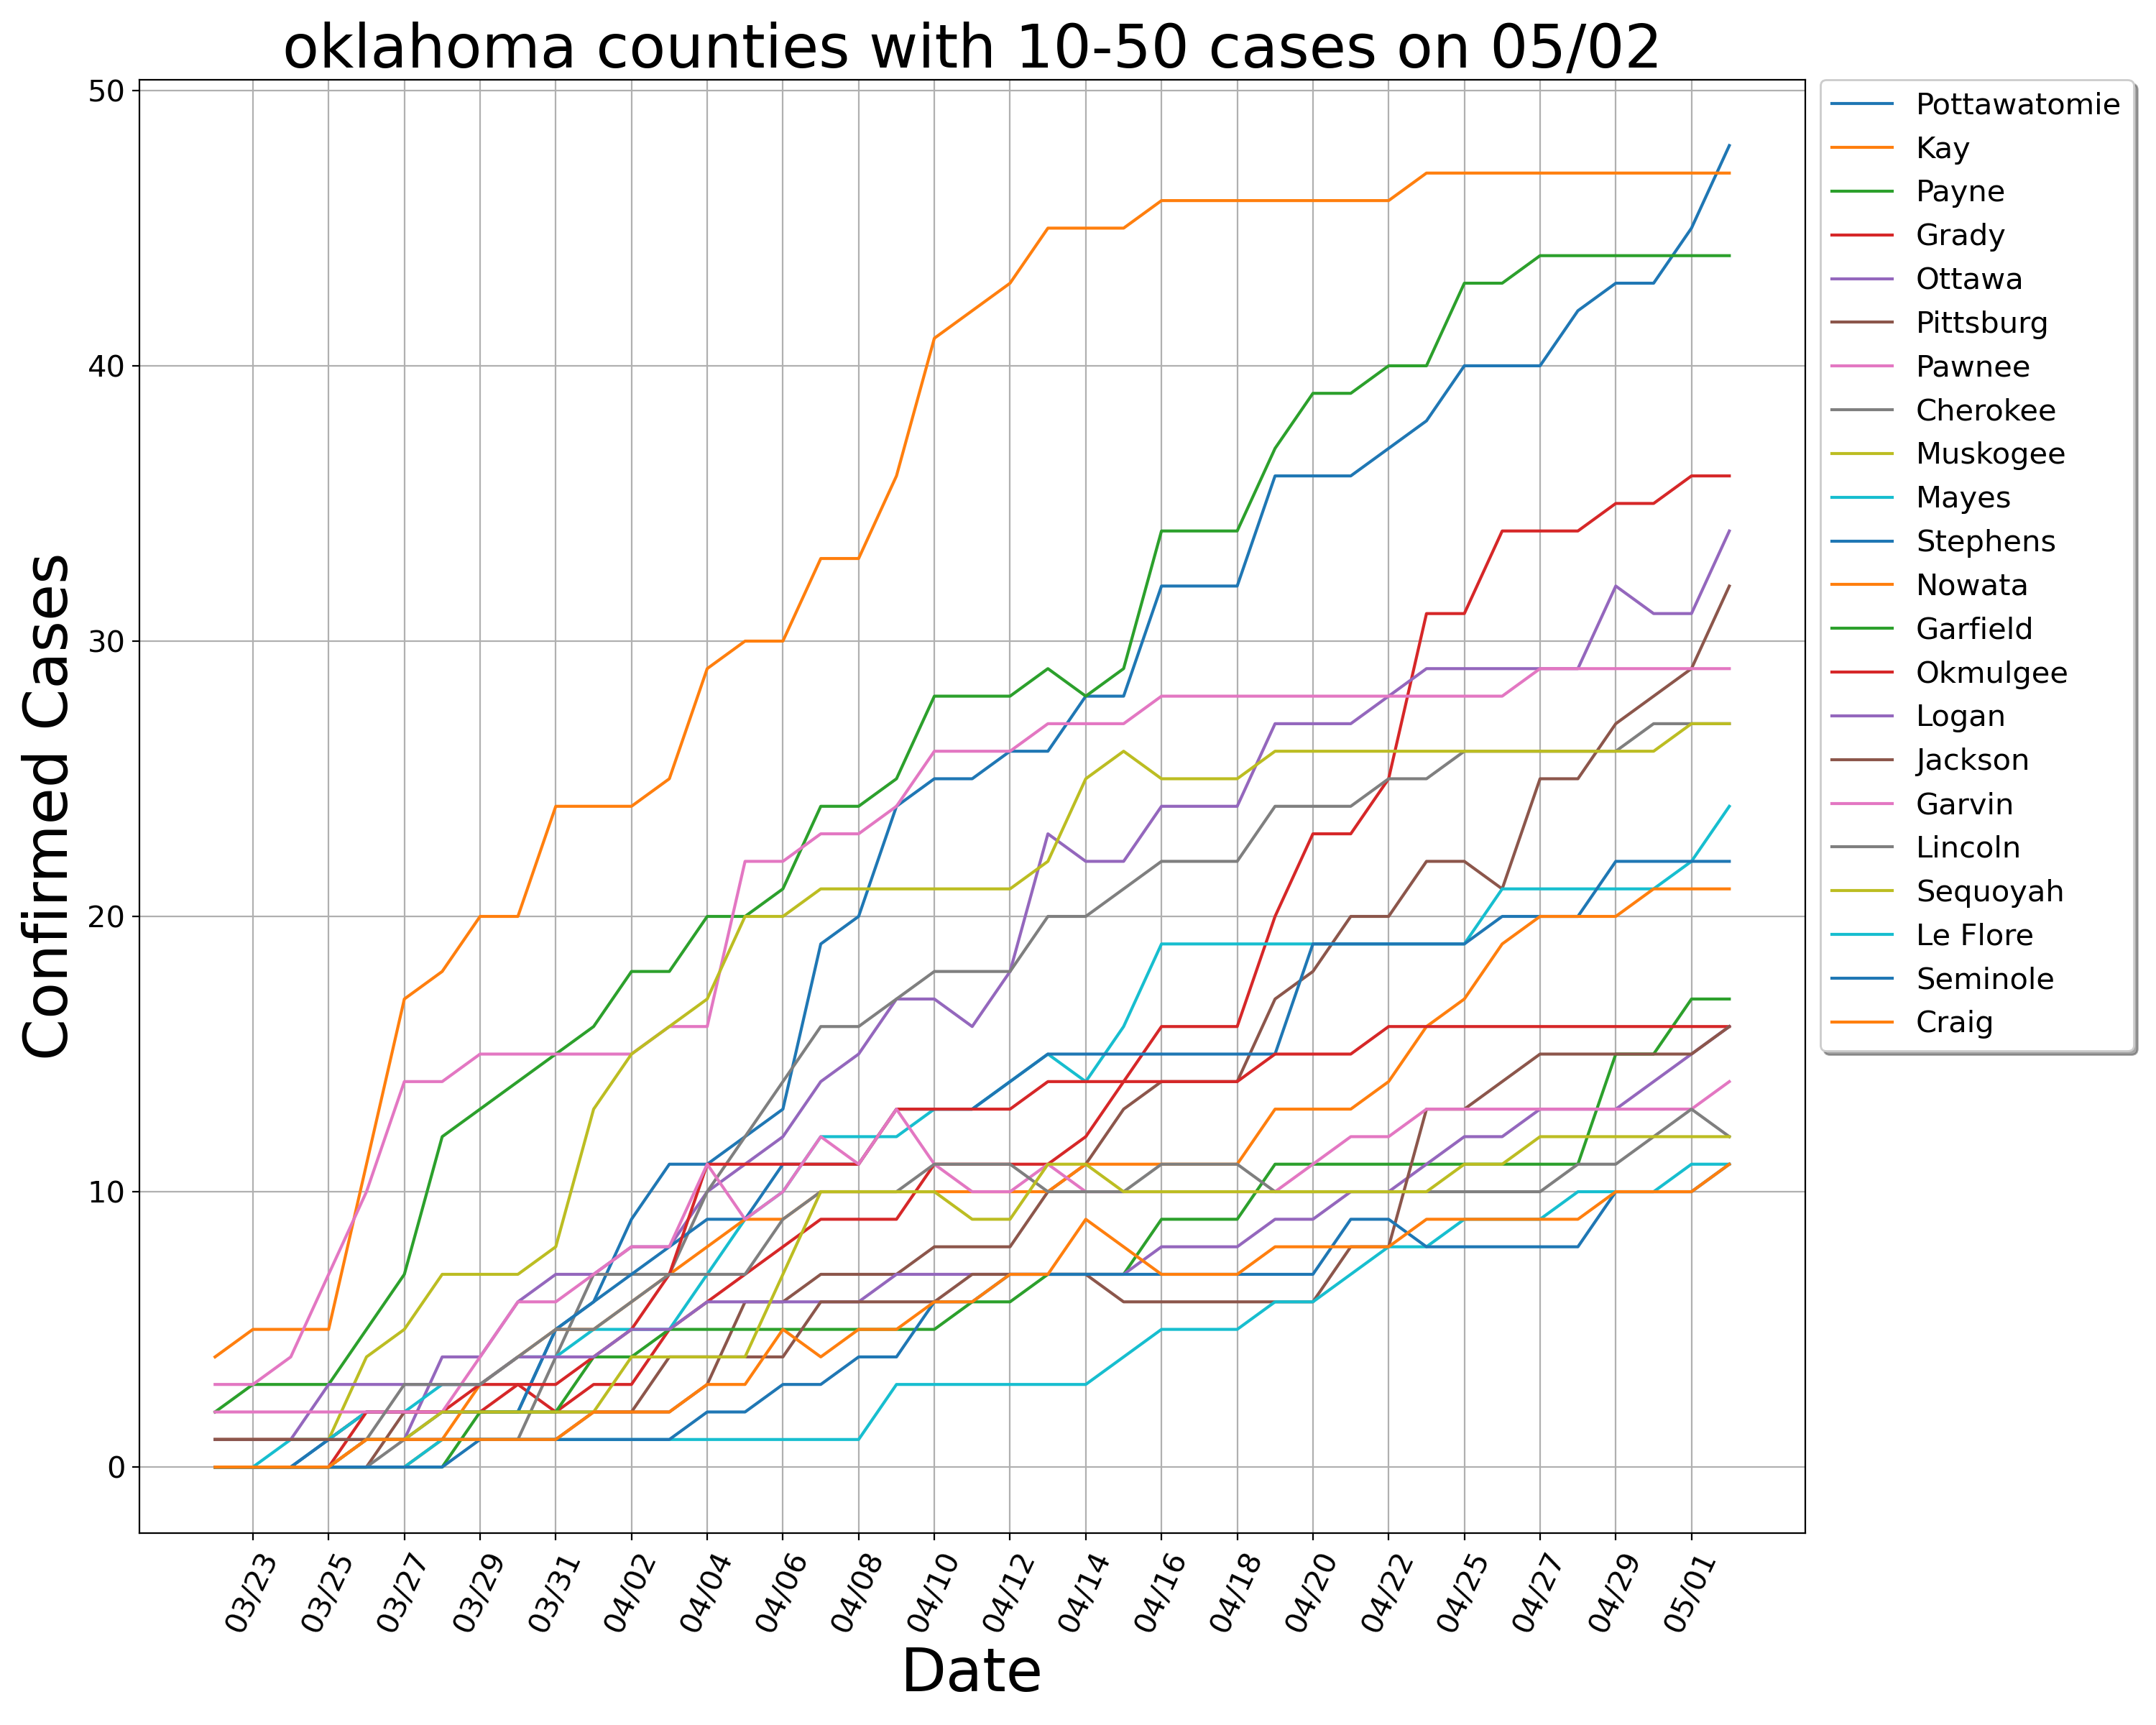 oklahoma counties with 10-50 cases on 05/02
50
40
30
20
10
0
Confirmed Cases
03/23
03/25
03/27
03/29
03/31
04/02
04/04
04/06
04/08
04/10
04/12
04/14
04/16
04/18
04/20
04/22
04/25
04/27
04/29
05/01
Date
Pottawatomie
Kay
Payne
Grady
Ottawa
Pittsburg
Pawnee
Cherokee
Muskogee
Mayes
Stephens
Nowata
Garfield
Okmulgee
Logan
Jackson
Garvin
Lincoln
Sequoyah
Le Flore
Seminole
Craig